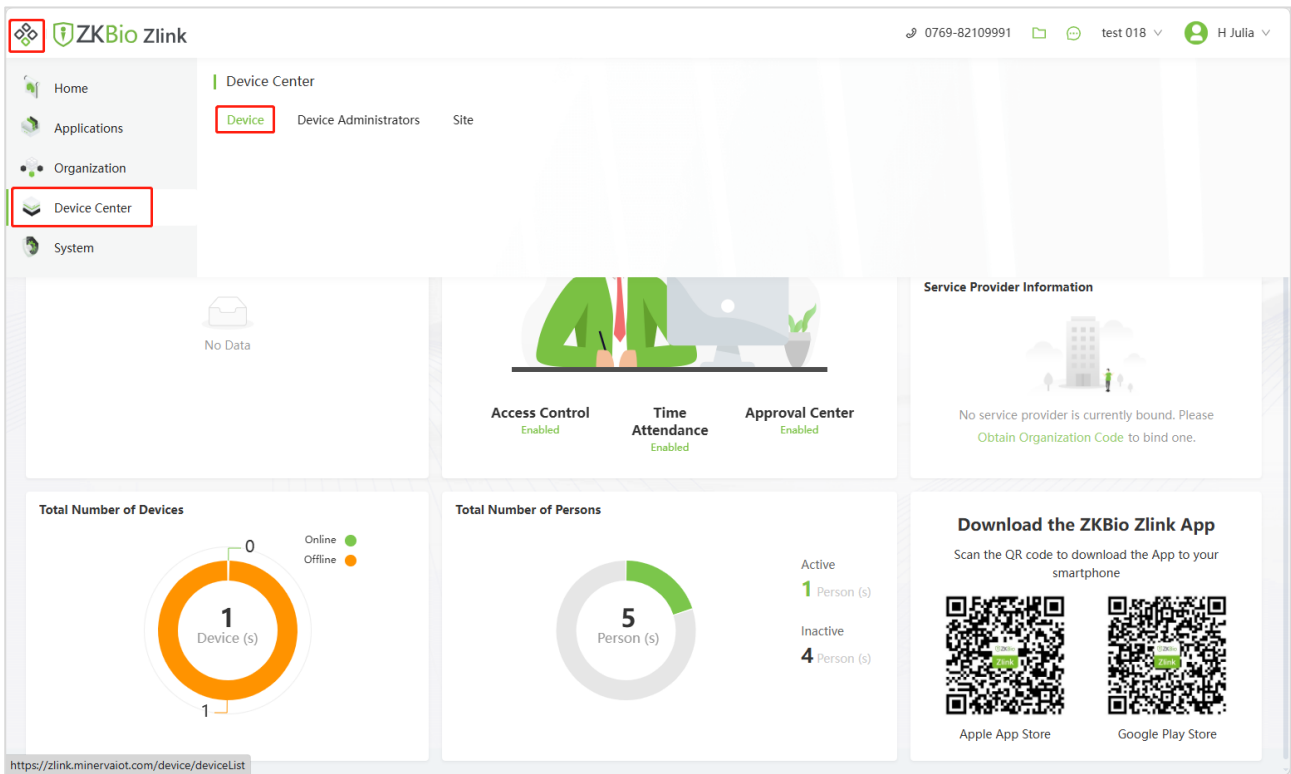 ZKBio Zlink
0769-82109991
test 018
H Julia
Home
Applications
Organization
Device Center
System
Device Center
Device
Device Administrators
Site
No Data
Access Control
Enabled
Time
Attendance
Enabled
Approval Center
Enabled
Service Provider Information
No service provider is currently bound. Please
Obtain Organization Code to bind one.
Total Number of Devices
Online
Offline
0
1
Device (s)
1
Total Number of Persons
5
Person (s)
Active
1 Person (s)
Inactive
4 Person (s)
Download the ZKBio Zlink App
Scan the QR code to download the App to your
smartphone
ZKBio
Zlink
ZKBio
Zlink
Apple App Store
Google Play Store
https://zlink.minervaiot.com/device/deviceList